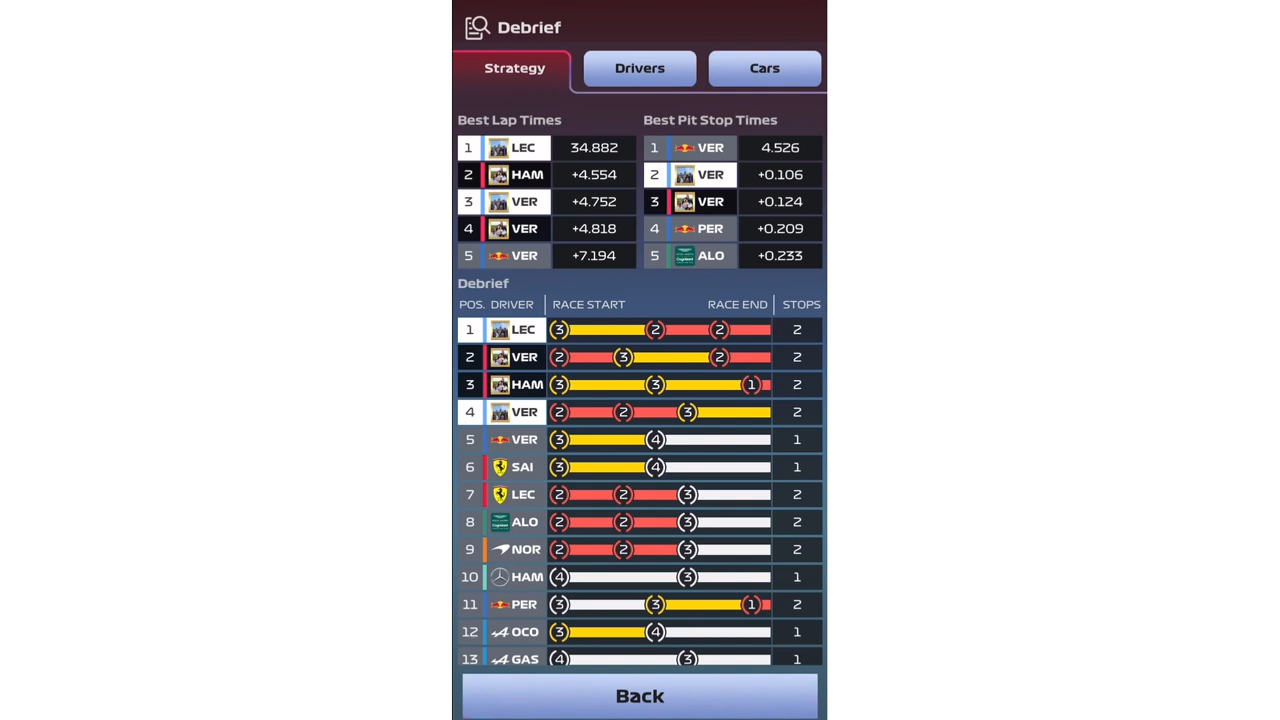 Debrief
Strategy Drivers Cars
Best Lap Times Best Pit Stop Times
1 LEC 34.882 1 VER 4.526
2 HAM +4.554 2 VER +0.106
3 VER +4.752 3 VER +0.124
4 VER +4.818 4 PER +0.209
5 VER +7.194 5 ALO +0.233
Debrief
POS. DRIVER RACE START RACE END STOPS
1 LEC 3 2 2 2
2 VER 2 3 2 2
3 HAM 3 3 1 2
4 VER 2 2 3 2
5 VER 3 4 1
6 SAI 3 4 1
7 LEC 2 2 3 2
8 ALO 2 2 3 2
9 NOR 2 2 3 2
10 HAM 4 3 1
11 PER 3 3 1 2
12 OCO 3 4 1
13 GAS 4 3 1
Back